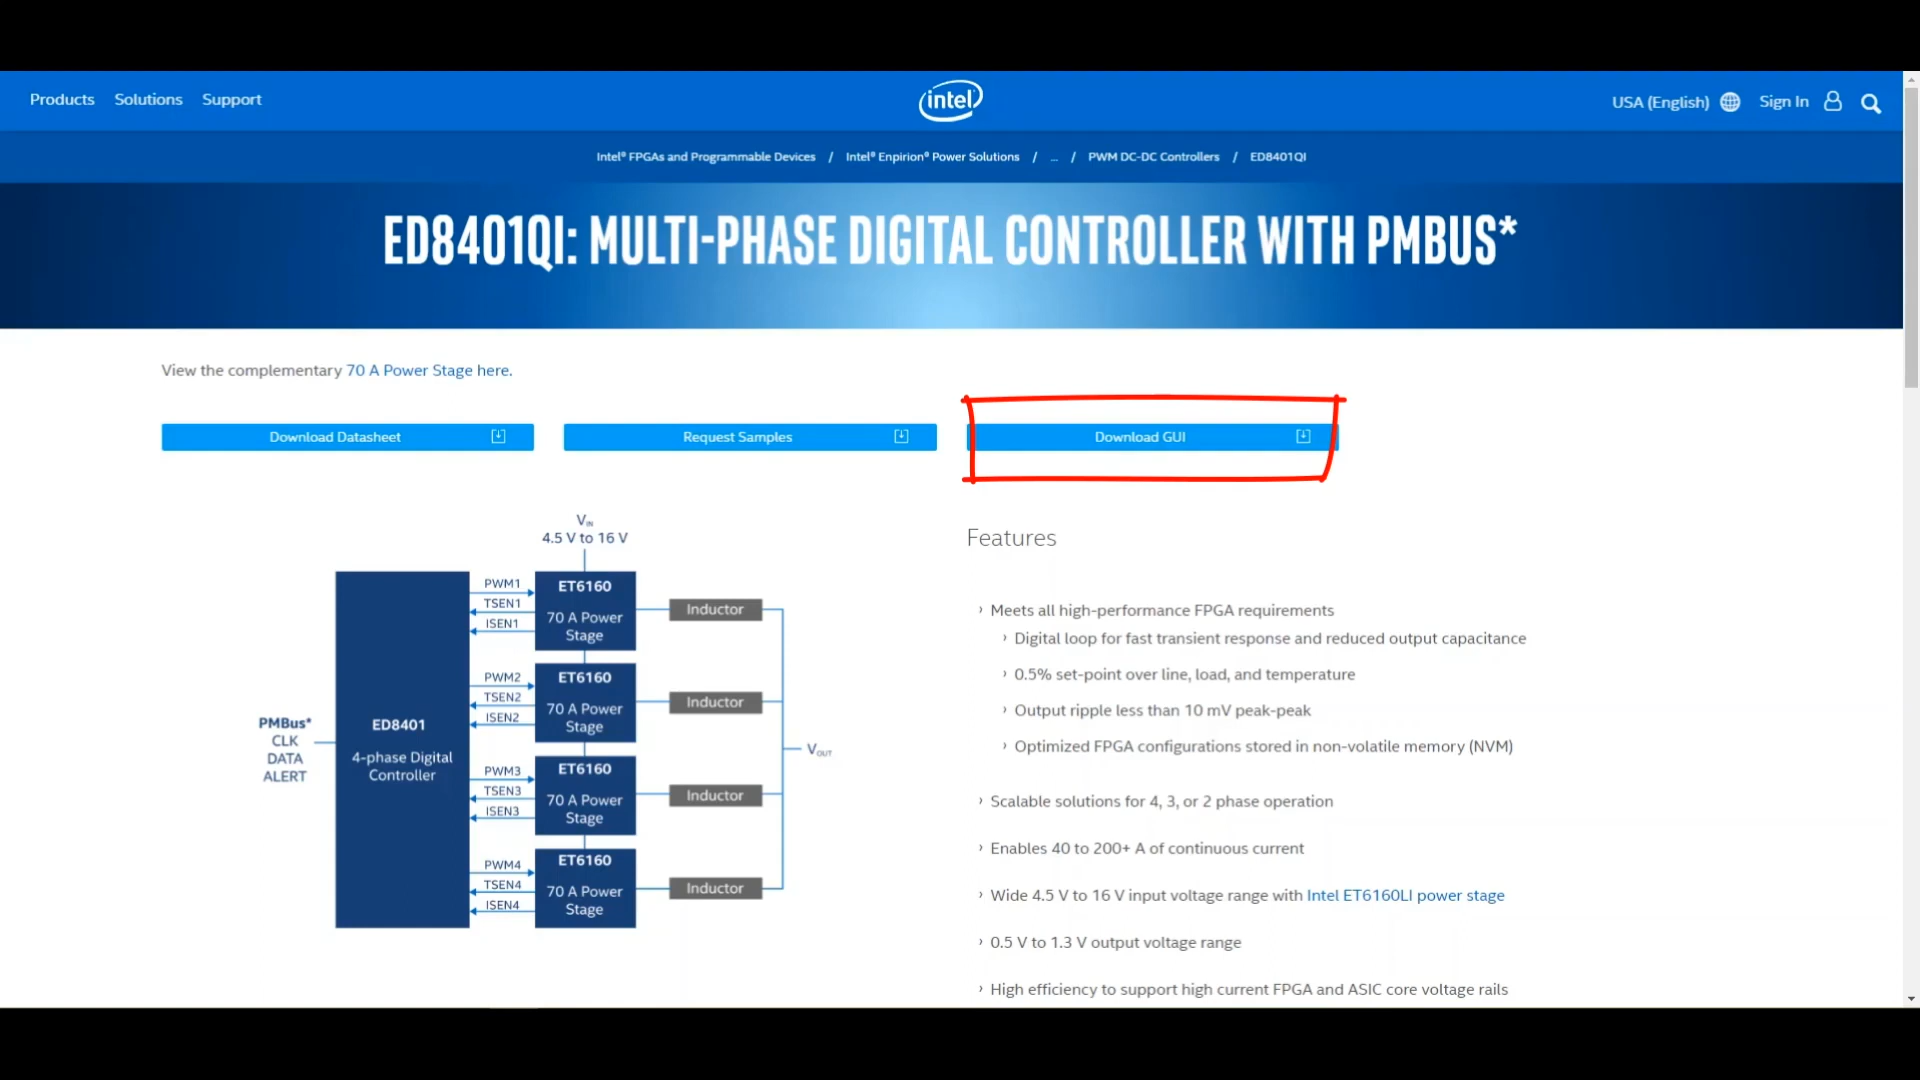 Products Solutions Support
intel
USA (English) Sign In
Intel® FPGAs and Programmable Devices / Intel® Enpirion® Power Solutions / ... / PWM DC-DC Controllers / ED8401QI
ED8401QI: MULTI-PHASE DIGITAL CONTROLLER WITH PMBUS*
View the complementary 70 A Power Stage here.
Download Datasheet
Request Samples
Download GUI
VIN
4.5 V to 16 V
PMBus*
CLK
DATA
ALERT
ED8401
4-phase Digital
Controller
PWM1
TSEN1
ISEN1
ET6160
70 A Power
Stage
Inductor
PWM2
TSEN2
ISEN2
ET6160
70 A Power
Stage
Inductor
PWM3
TSEN3
ISEN3
ET6160
70 A Power
Stage
Inductor
PWM4
TSEN4
ISEN4
ET6160
70 A Power
Stage
Inductor
VOUT
Features
› Meets all high-performance FPGA requirements
› Digital loop for fast transient response and reduced output capacitance
› 0.5% set-point over line, load, and temperature
› Output ripple less than 10 mV peak-peak
› Optimized FPGA configurations stored in non-volatile memory (NVM)
› Scalable solutions for 4, 3, or 2 phase operation
› Enables 40 to 200+ A of continuous current
› Wide 4.5 V to 16 V input voltage range with Intel ET6160LI power stage
› 0.5 V to 1.3 V output voltage range
› High efficiency to support high current FPGA and ASIC core voltage rails